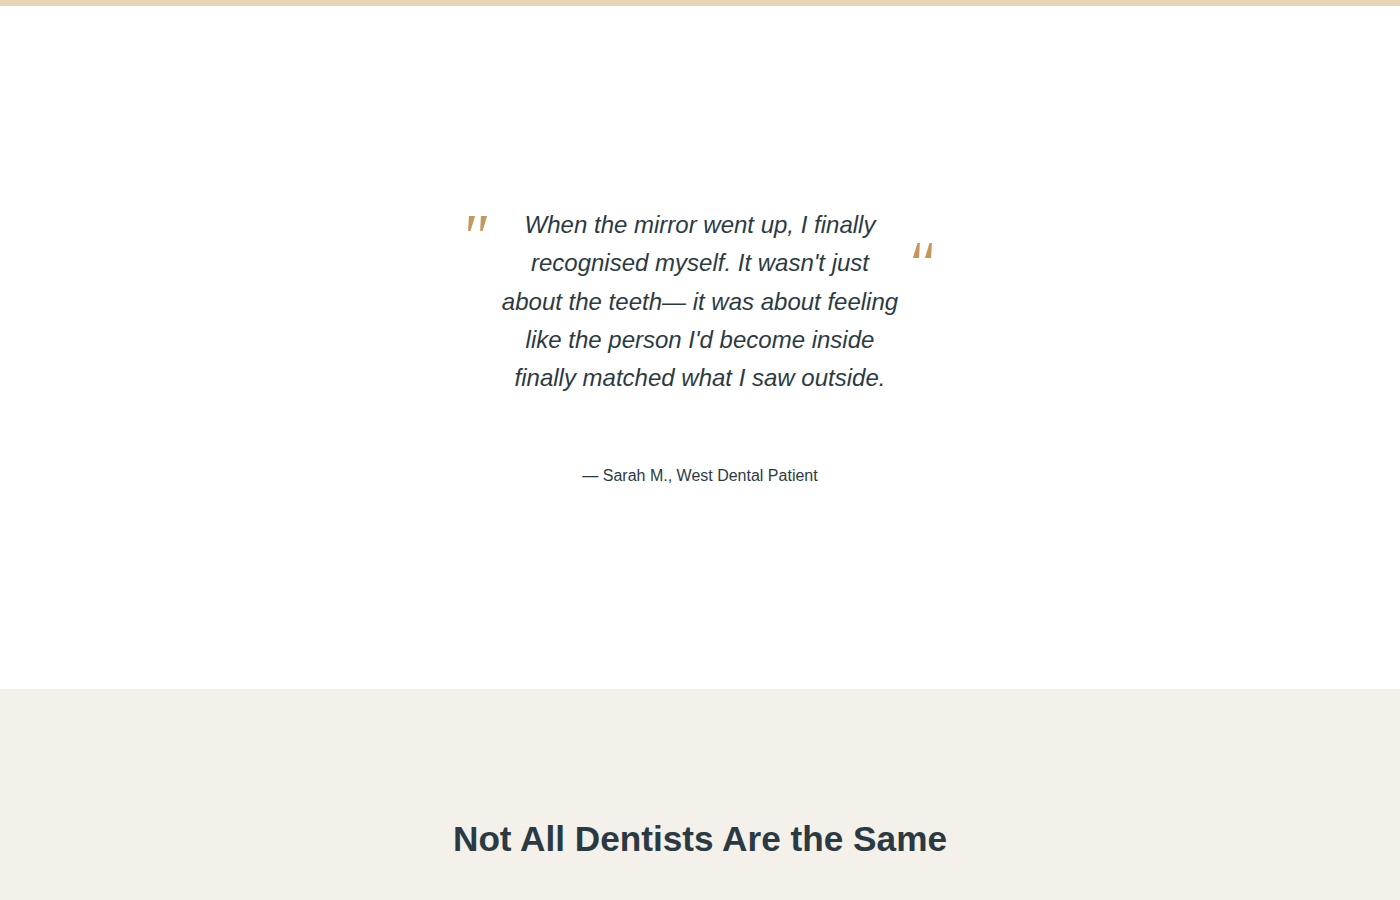 " When the mirror went up, I finally
recognised myself. It wasn't just "
about the teeth— it was about feeling
like the person I'd become inside
finally matched what I saw outside.
— Sarah M., West Dental Patient
Not All Dentists Are the Same